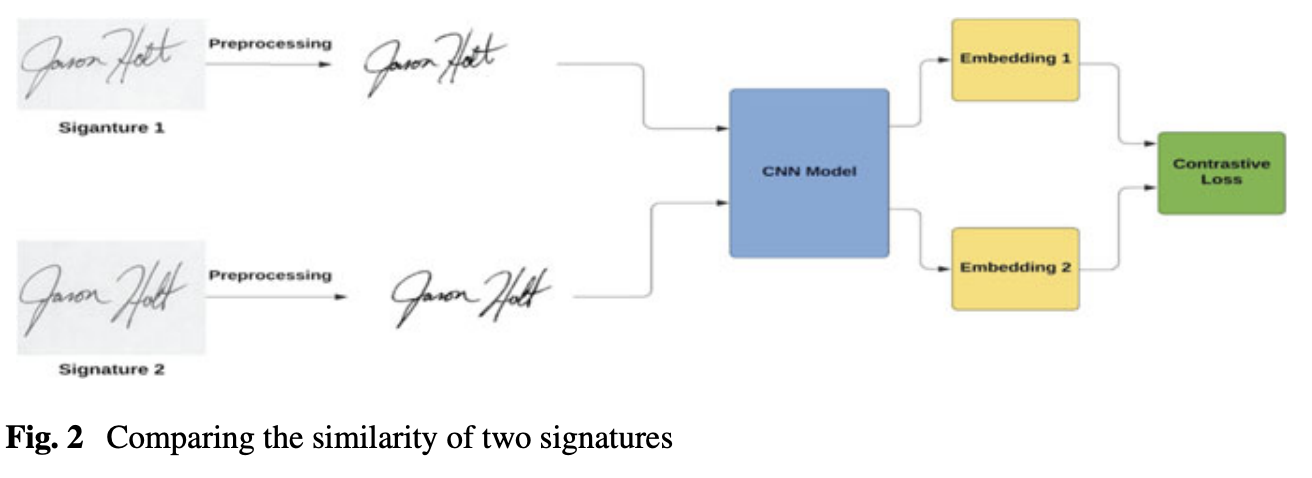 Jason Holt
Preprocessing
Jason Holt
Siganture 1
CNN Model
Embedding 1
Embedding 2
Contrastive
Loss
Jason Holt
Preprocessing
Jason Holt
Signature 2
Fig. 2 Comparing the similarity of two signatures